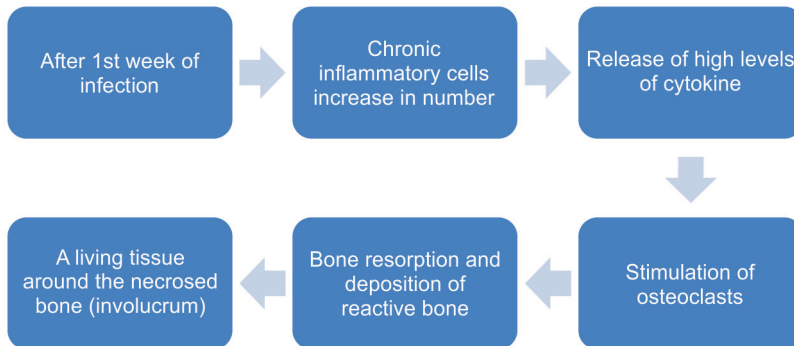 After 1st week of
infection
Chronic
inflammatory cells
increase in number
Release of high levels
of cytokine
Stimulation of
osteoclasts
Bone resorption and
deposition of
reactive bone
A living tissue
around the necrosed
bone (involucrum)